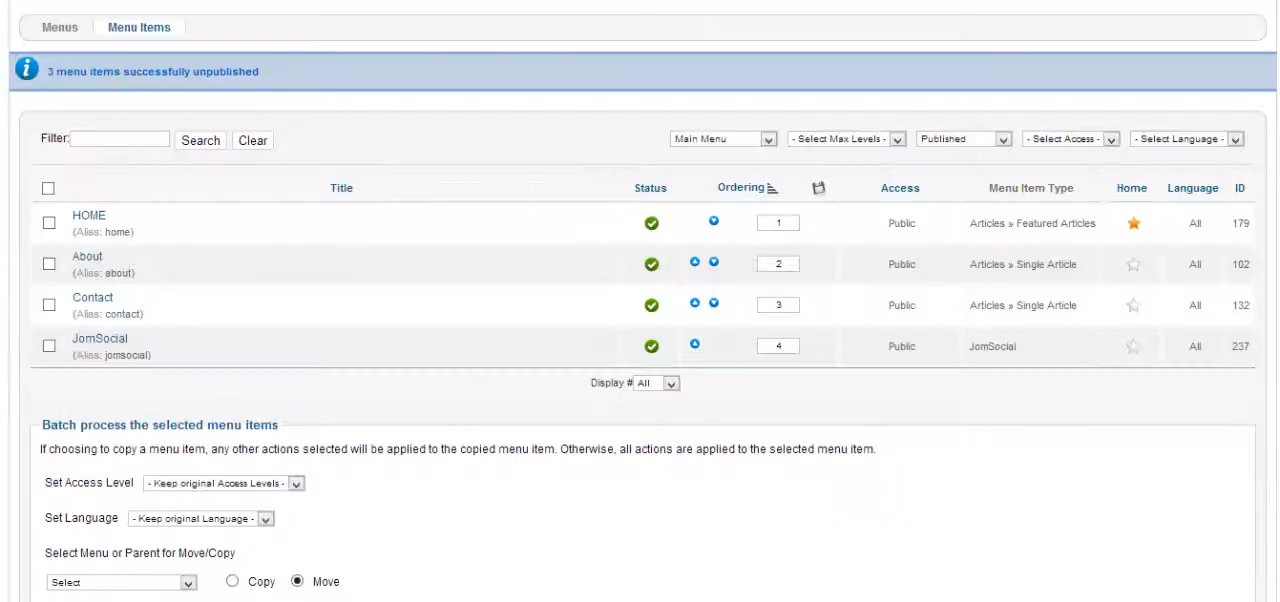 Menus Menu Items
3 menu items successfully unpublished
Filter: Search Clear Main Menu - Select Max Levels - Published - Select Access - - Select Language -
Title Status Ordering Access Menu Item Type Home Language ID
HOME
(Alias: home) 1 Public Articles » Featured Articles All 179
About
(Alias: about) 2 Public Articles » Single Article All 102
Contact
(Alias: contact) 3 Public Articles » Single Article All 132
JomSocial
(Alias: jomsocial) 4 Public JomSocial All 237
Display # All
Batch process the selected menu items
If choosing to copy a menu item, any other actions selected will be applied to the copied menu item. Otherwise, all actions are applied to the selected menu item.
Set Access Level - Keep original Access Levels -
Set Language - Keep original Language -
Select Menu or Parent for Move/Copy
Select Copy Move